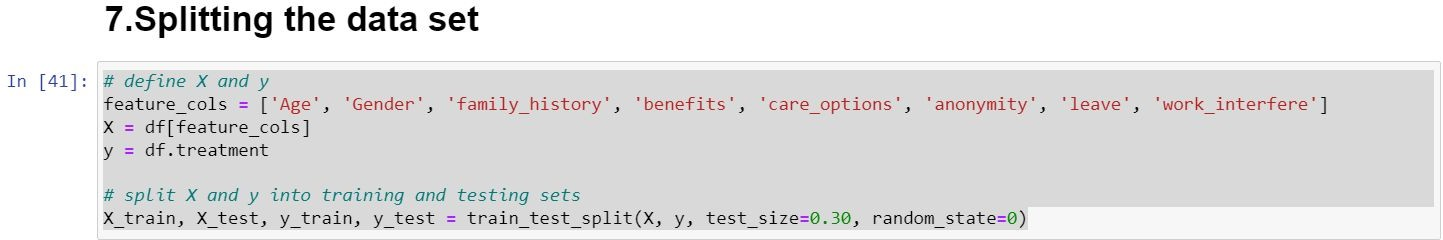 7.Splitting the data set
In [41]: # define X and y
feature_cols = ['Age', 'Gender', 'family_history', 'benefits', 'care_options', 'anonymity', 'leave', 'work_interfere']
X = df[feature_cols]
y = df.treatment
# split X and y into training and testing sets
X_train, X_test, y_train, y_test = train_test_split(X, y, test_size=0.30, random_state=0)